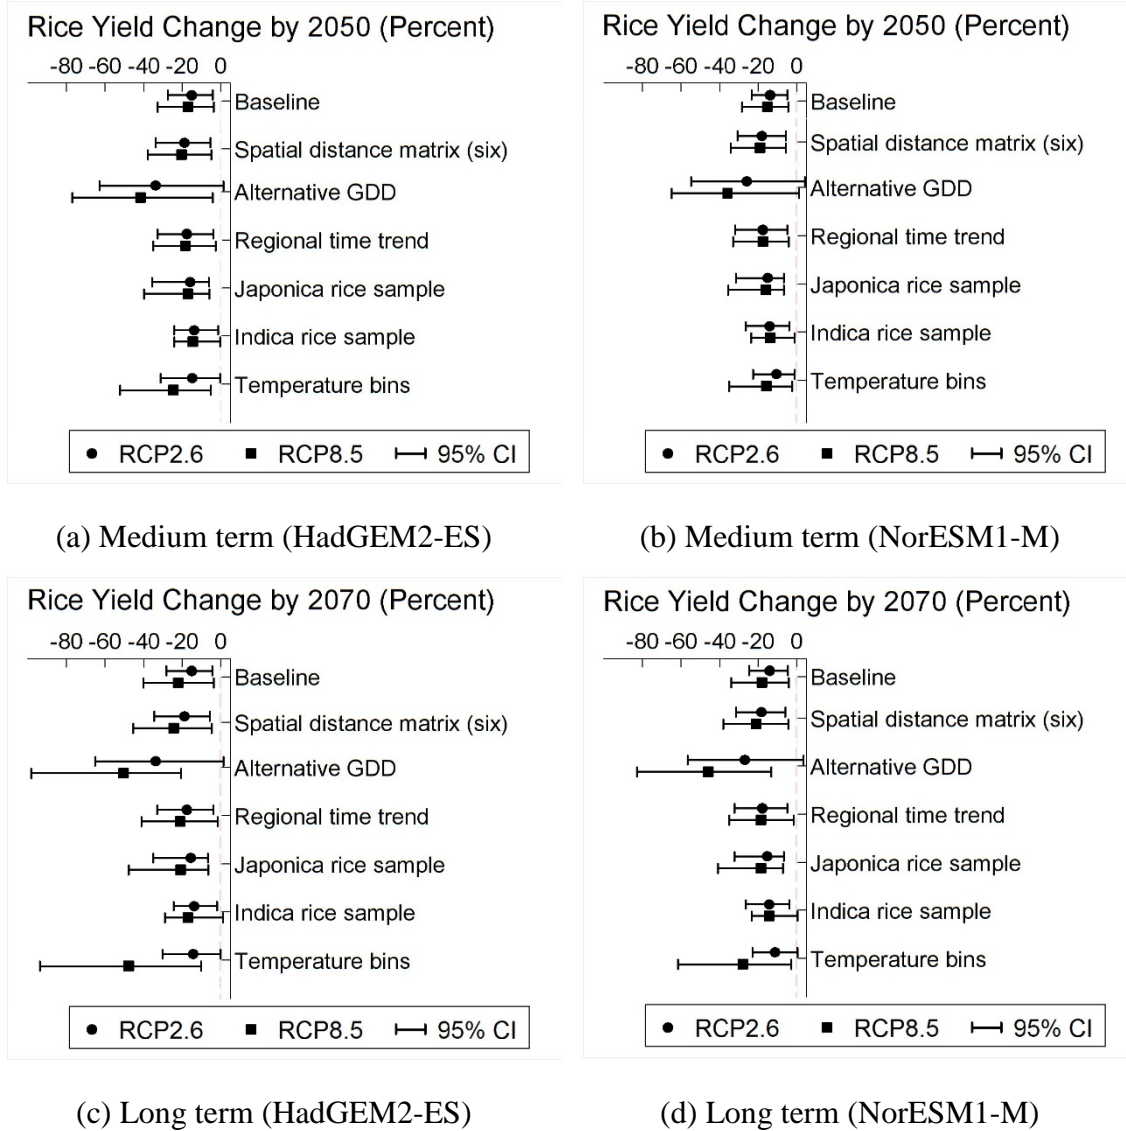 Rice Yield Change by 2050 (Percent)
-80 -60 -40 -20 0
Baseline
Spatial distance matrix (six)
Alternative GDD
Regional time trend
Japonica rice sample
Indica rice sample
Temperature bins
RCP2.6 RCP8.5 95% CI
(a) Medium term (HadGEM2-ES)
Rice Yield Change by 2050 (Percent)
-80 -60 -40 -20 0
Baseline
Spatial distance matrix (six)
Alternative GDD
Regional time trend
Japonica rice sample
Indica rice sample
Temperature bins
RCP2.6 RCP8.5 95% CI
(b) Medium term (NorESM1-M)
Rice Yield Change by 2070 (Percent)
-80 -60 -40 -20 0
Baseline
Spatial distance matrix (six)
Alternative GDD
Regional time trend
Japonica rice sample
Indica rice sample
Temperature bins
RCP2.6 RCP8.5 95% CI
(c) Long term (HadGEM2-ES)
Rice Yield Change by 2070 (Percent)
-80 -60 -40 -20 0
Baseline
Spatial distance matrix (six)
Alternative GDD
Regional time trend
Japonica rice sample
Indica rice sample
Temperature bins
RCP2.6 RCP8.5 95% CI
(d) Long term (NorESM1-M)